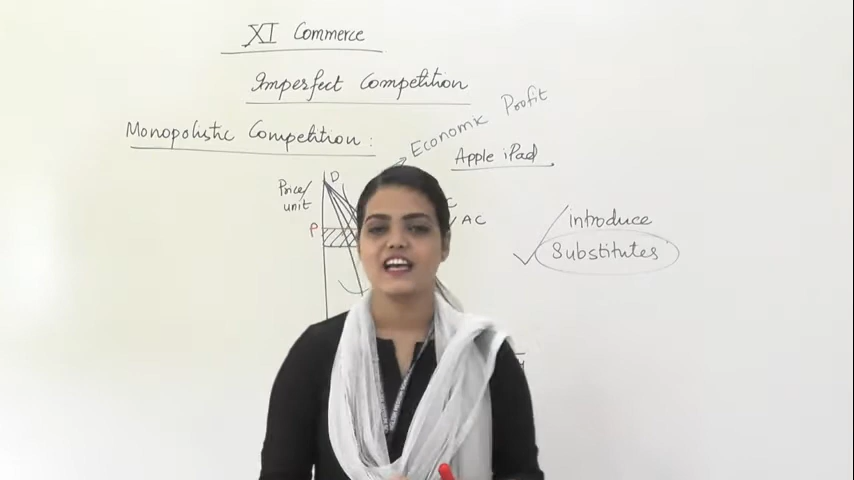 XI Commerce
Imperfect Competition
Monopolistic Competition :
Economic Profit
Apple iPad
Price/
unit
D
P
C
AC
introduce
Substitutes